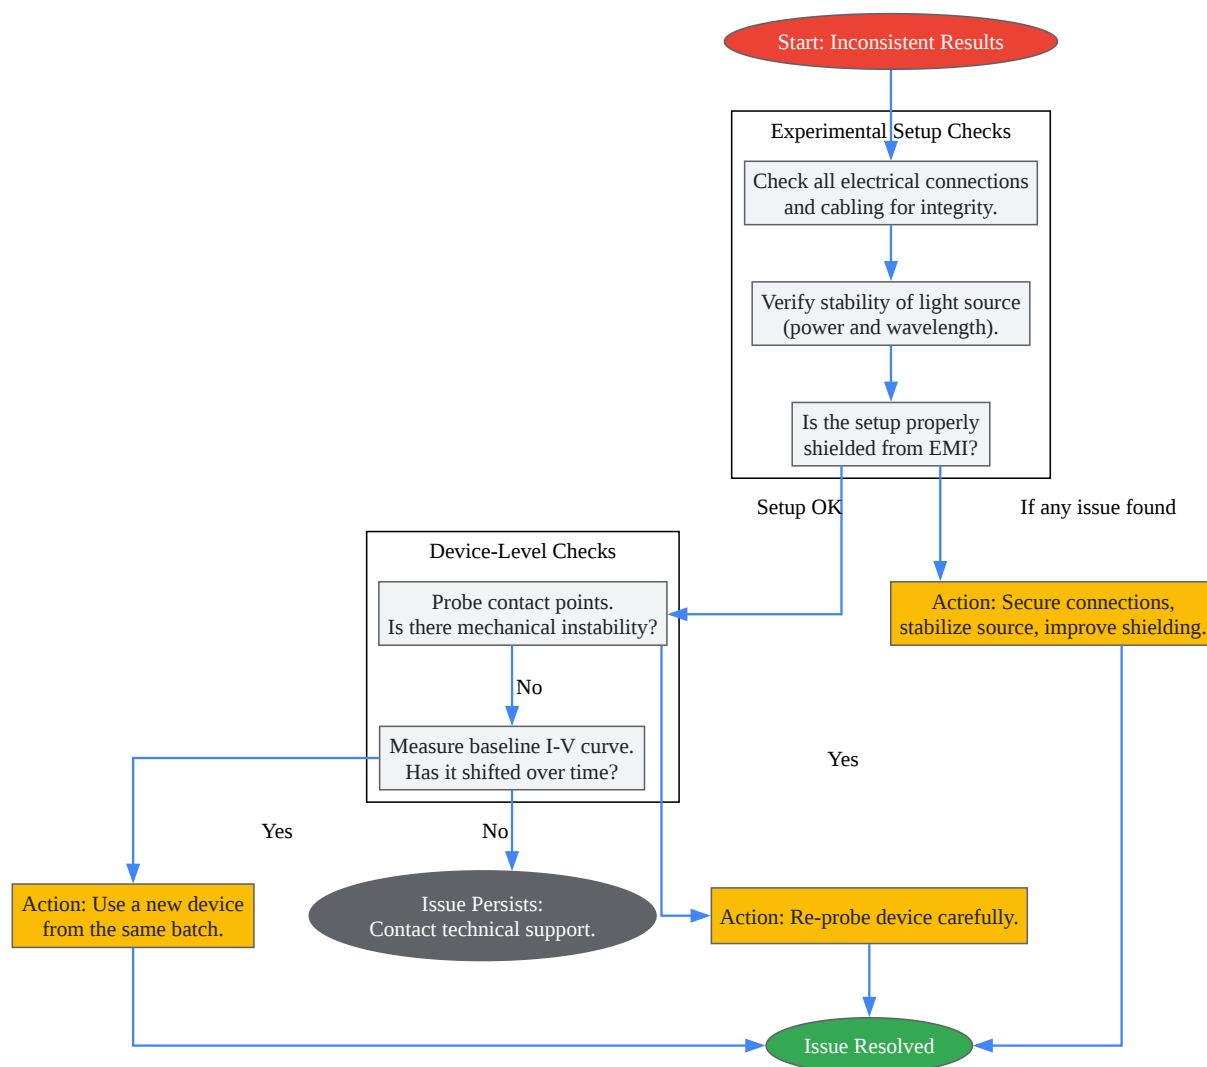 Start: Inconsistent Results
Experimental Setup Checks
Check all electrical connections
and cabling for integrity.
Verify stability of light source
(power and wavelength).
Is the setup properly
shielded from EMI?
Setup OK
If any issue found
Device-Level Checks
Probe contact points.
Is there mechanical instability?
Action: Secure connections,
stabilize source, improve shielding.
No
Measure baseline I-V curve.
Has it shifted over time?
Yes
Yes
No
Action: Use a new device
from the same batch.
Issue Persists:
Contact technical support.
Action: Re-probe device carefully.
Issue Resolved